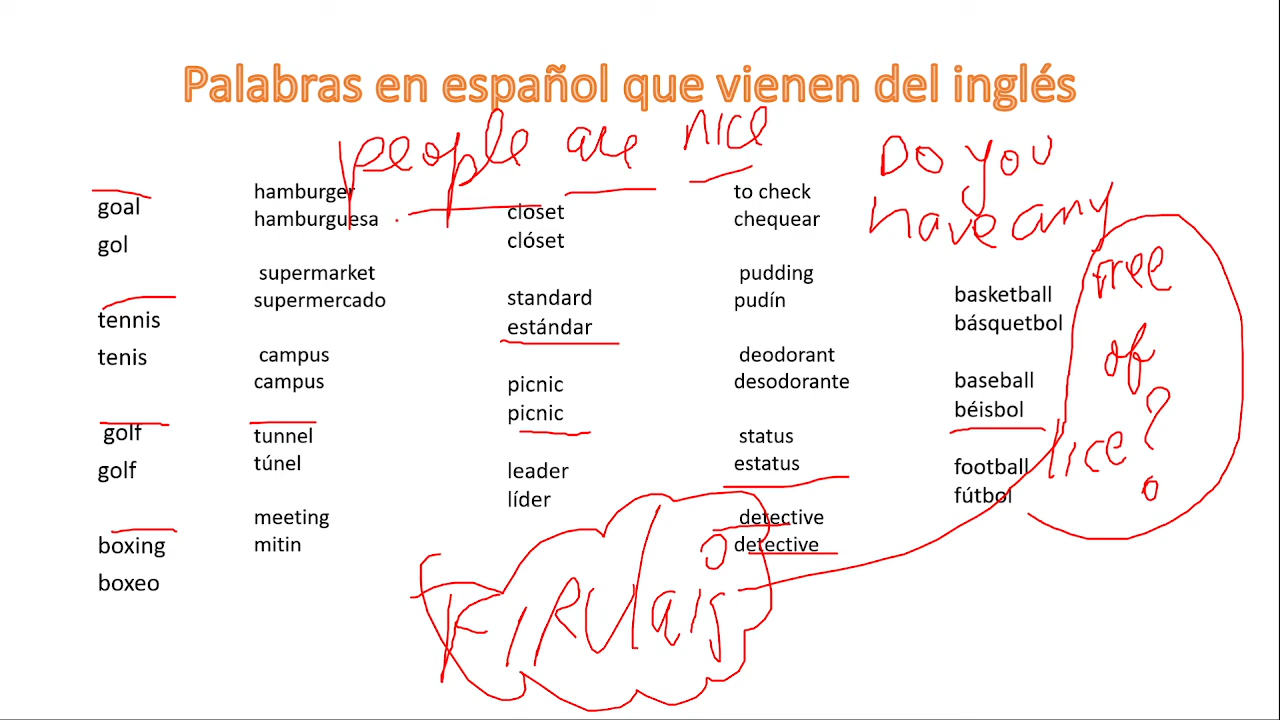 Palabras en español que vienen del inglés
people are nice
Do you
have any
free
of
lice?
goal
gol
tennis
tenis
golf
golf
boxing
boxeo
hamburger
hamburguesa
supermarket
supermercado
campus
campus
tunnel
túnel
meeting
mitin
closet
clóset
standard
estándar
picnic
picnic
leader
líder
to check
chequear
pudding
pudín
deodorant
desodorante
status
estatus
detective
detective
basketball
básquetbol
baseball
béisbol
football
fútbol